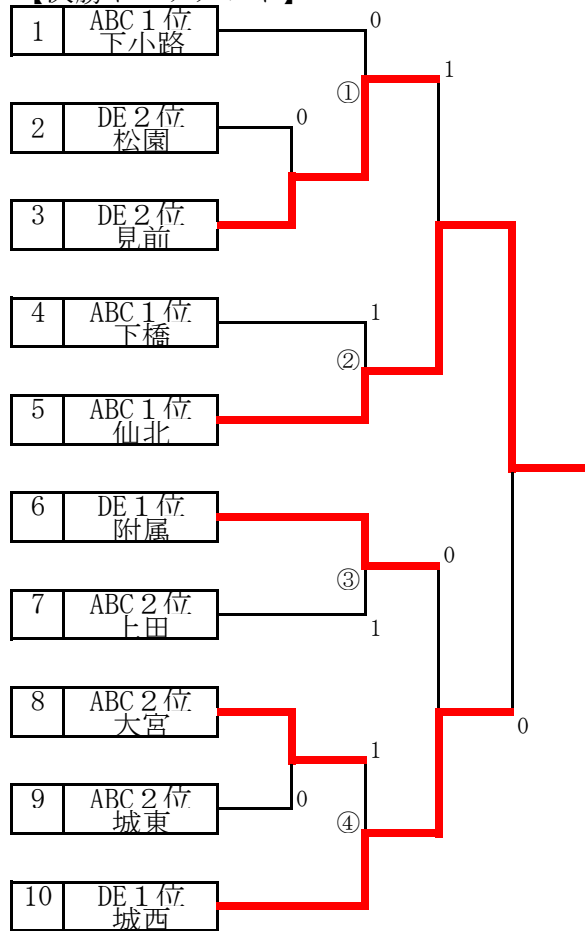 1 ABC１位 下小路
0
1
①
2 DE２位 松園
0
3 DE２位 見前
4 ABC１位 下橋
1
②
5 ABC１位 仙北
6 DE１位 附属
0
③
7 ABC２位 上田
1
8 ABC２位 大宮
0
1
9 ABC２位 城東
0
④
10 DE１位 城西